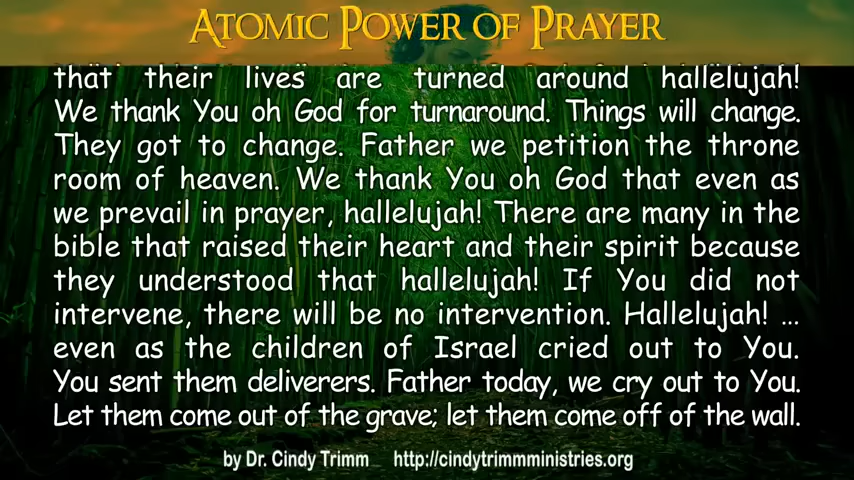 ATOMIC POWER OF PRAYER
that their lives are turned around hallelujah!
We thank You oh God for turnaround. Things will change.
They got to change. Father we petition the throne
room of heaven. We thank You oh God that even as
we prevail in prayer, hallelujah! There are many in the
bible that raised their heart and their spirit because
they understood that hallelujah! If You did not
intervene, there will be no intervention. Hallelujah! ...
even as the children of Israel cried out to You.
You sent them deliverers. Father today, we cry out to You.
Let them come out of the grave; let them come off of the wall.
by Dr. Cindy Trimm http://cindytrimmministries.org